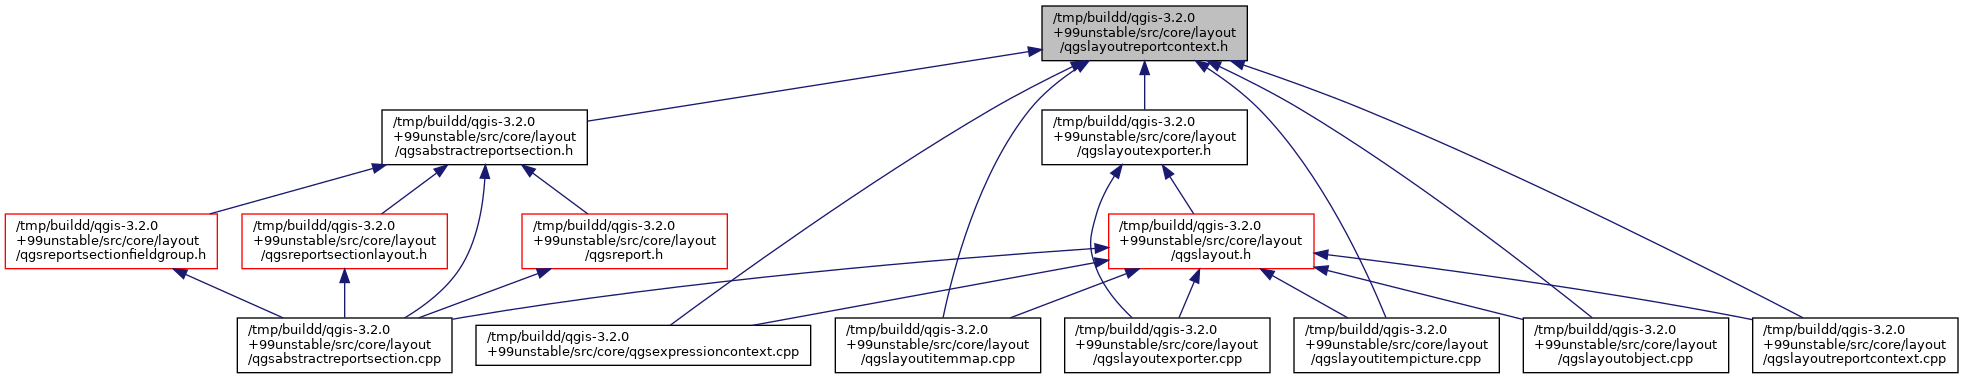 /tmp/buildd/qgis-3.2.0
+99unstable/src/core/layout
/qgslayoutreportcontext.h
/tmp/buildd/qgis-3.2.0
+99unstable/src/core/layout
/qgsabstractreportsection.h
/tmp/buildd/qgis-3.2.0
+99unstable/src/core/layout
/qgslayoutexporter.h
/tmp/buildd/qgis-3.2.0
+99unstable/src/core/layout
/qgsreportsectionfieldgroup.h
/tmp/buildd/qgis-3.2.0
+99unstable/src/core/layout
/qgsreportsectionlayout.h
/tmp/buildd/qgis-3.2.0
+99unstable/src/core/layout
/qgsreport.h
/tmp/buildd/qgis-3.2.0
+99unstable/src/core/layout
/qgslayout.h
/tmp/buildd/qgis-3.2.0
+99unstable/src/core/layout
/qgsabstractreportsection.cpp
/tmp/buildd/qgis-3.2.0
+99unstable/src/core/qgsexpressioncontext.cpp
/tmp/buildd/qgis-3.2.0
+99unstable/src/core/layout
/qgslayoutitemmap.cpp
/tmp/buildd/qgis-3.2.0
+99unstable/src/core/layout
/qgslayoutexporter.cpp
/tmp/buildd/qgis-3.2.0
+99unstable/src/core/layout
/qgslayoutitempicture.cpp
/tmp/buildd/qgis-3.2.0
+99unstable/src/core/layout
/qgslayoutobject.cpp
/tmp/buildd/qgis-3.2.0
+99unstable/src/core/layout
/qgslayoutreportcontext.cpp